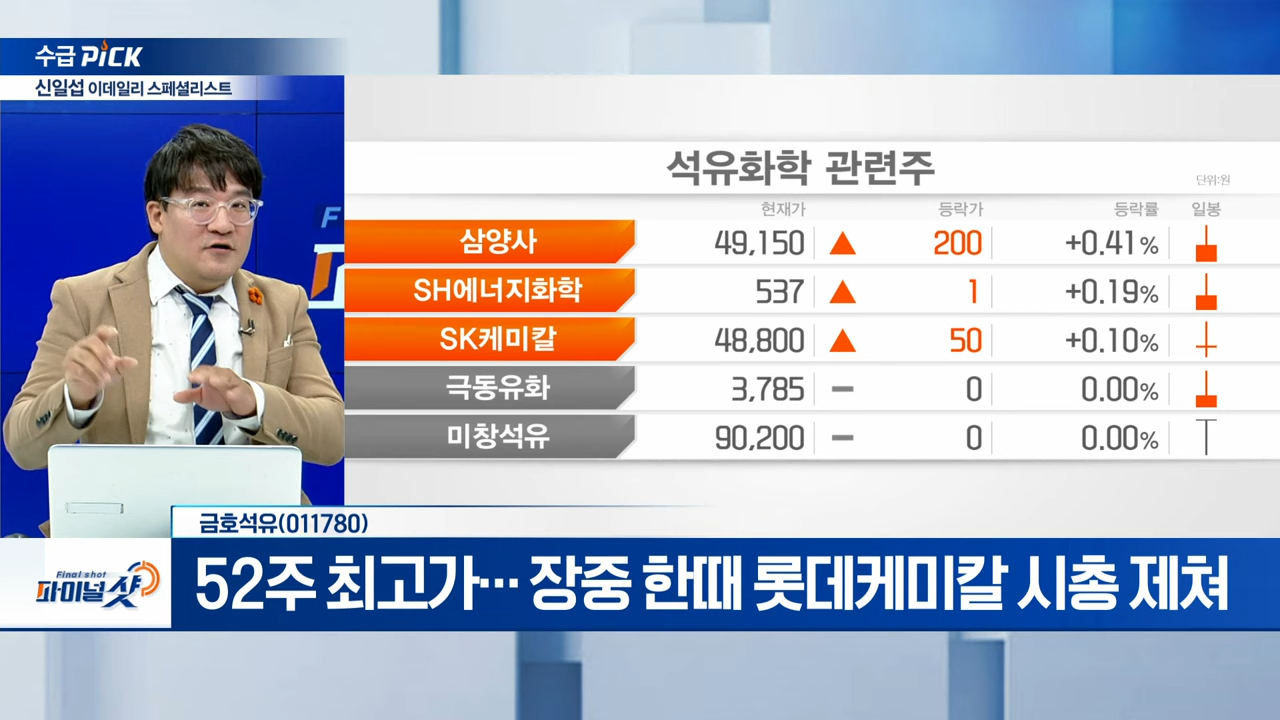 수급 PiCK
신일섭 이데일리 스페셜리스트
석유화학 관련주
단위:원
현재가 등락가 등락률 일봉
삼양사 49,150 ▲ 200 +0.41%
SH에너지화학 537 ▲ 1 +0.19%
SK케미칼 48,800 ▲ 50 +0.10%
극동유화 3,785 - 0 0.00%
미창석유 90,200 - 0 0.00%
금호석유(011780)
Final shot
파이널샷
52주 최고가… 장중 한때 롯데케미칼 시총 제쳐